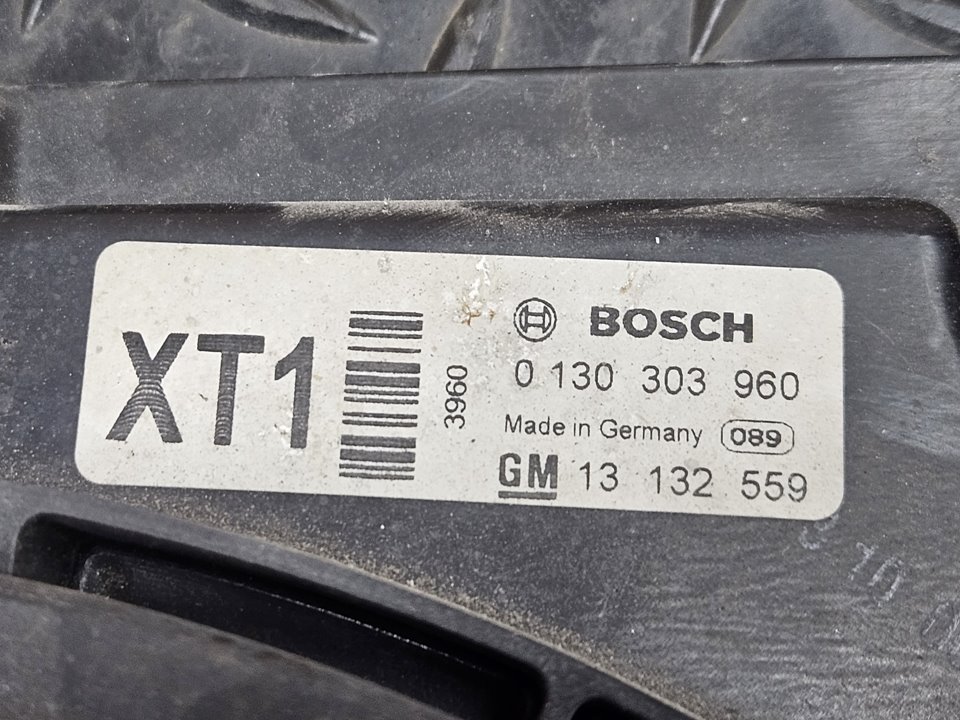 XT1
3960
BOSCH
0 130 303 960
Made in Germany 089
GM 13 132 559